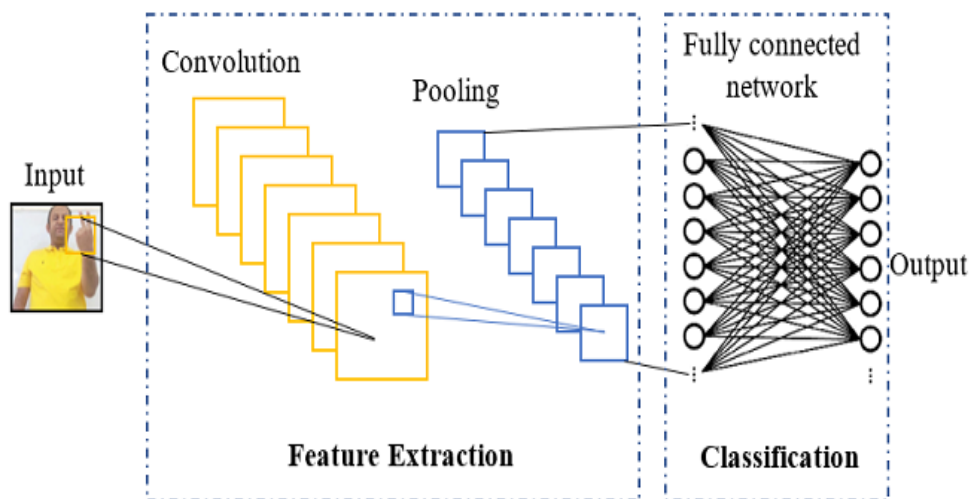 Input
Convolution
Pooling
Feature Extraction
Fully connected
network
Output
Classification